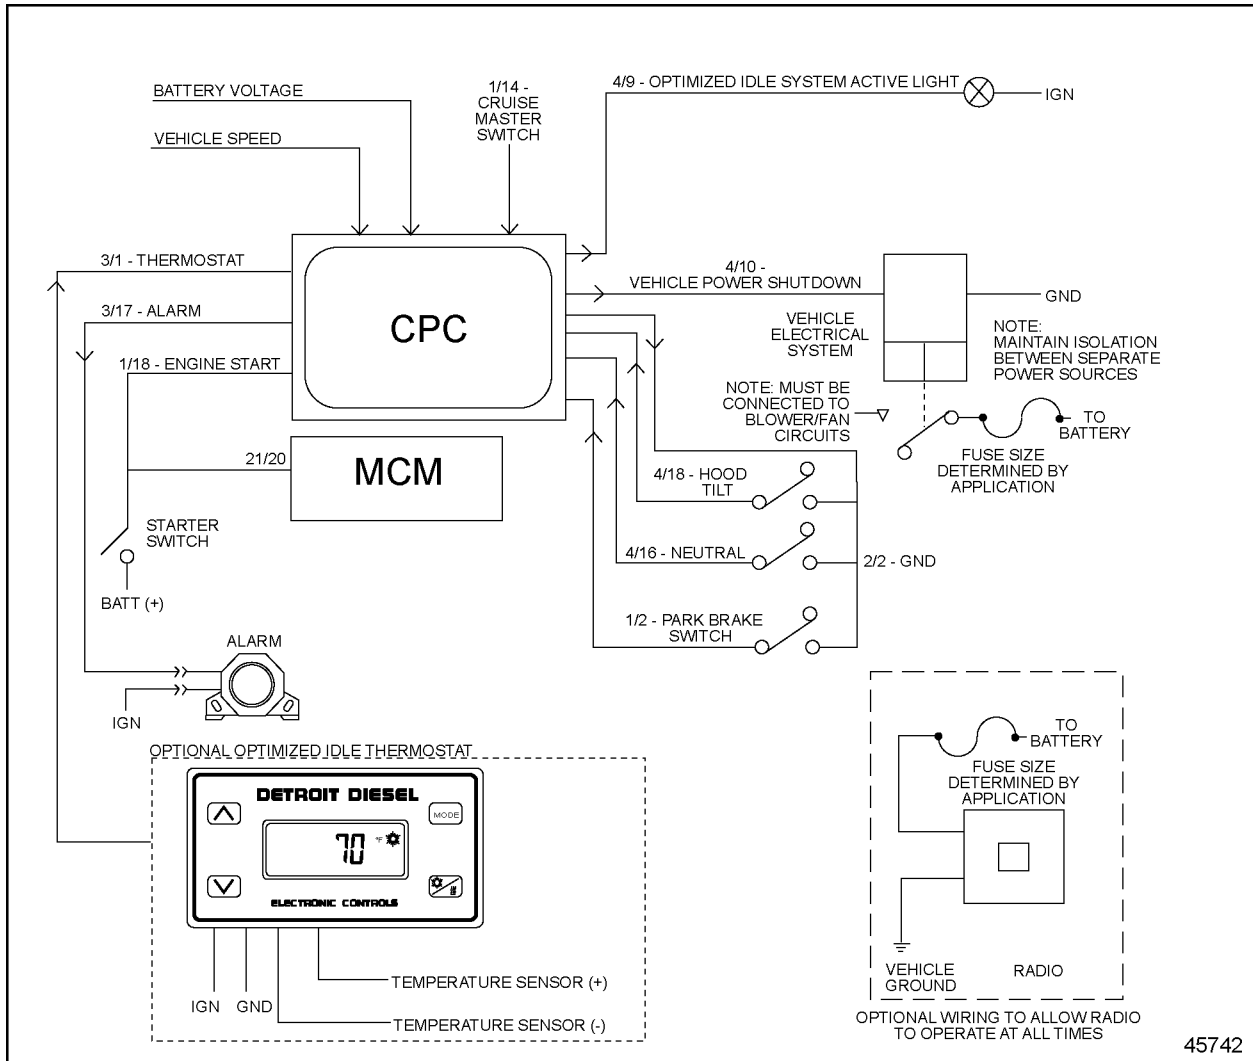 BATTERY VOLTAGE
VEHICLE SPEED
1/14 -
CRUISE
MASTER
SWITCH
4/9 - OPTIMIZED IDLE SYSTEM ACTIVE LIGHT
IGN
3/1 - THERMOSTAT
3/17 - ALARM
1/18 - ENGINE START
CPC
4/10 -
VEHICLE POWER SHUTDOWN
GND
VEHICLE
ELECTRICAL
SYSTEM
NOTE:
MAINTAIN ISOLATION
BETWEEN SEPARATE
POWER SOURCES
NOTE: MUST BE
CONNECTED TO
BLOWER/FAN
CIRCUITS
TO
BATTERY
FUSE SIZE
DETERMINED BY
APPLICATION
21/20
MCM
4/18 - HOOD
TILT
4/16 - NEUTRAL
2/2 - GND
1/2 - PARK BRAKE
SWITCH
STARTER
SWITCH
BATT (+)
ALARM
IGN
OPTIONAL OPTIMIZED IDLE THERMOSTAT
DETROIT DIESEL
MODE
70 °F
ELECTRONIC CONTROLS
IGN
GND
TEMPERATURE SENSOR (+)
TEMPERATURE SENSOR (-)
TO
BATTERY
FUSE SIZE
DETERMINED BY
APPLICATION
VEHICLE
GROUND
RADIO
OPTIONAL WIRING TO ALLOW RADIO
TO OPERATE AT ALL TIMES
45742